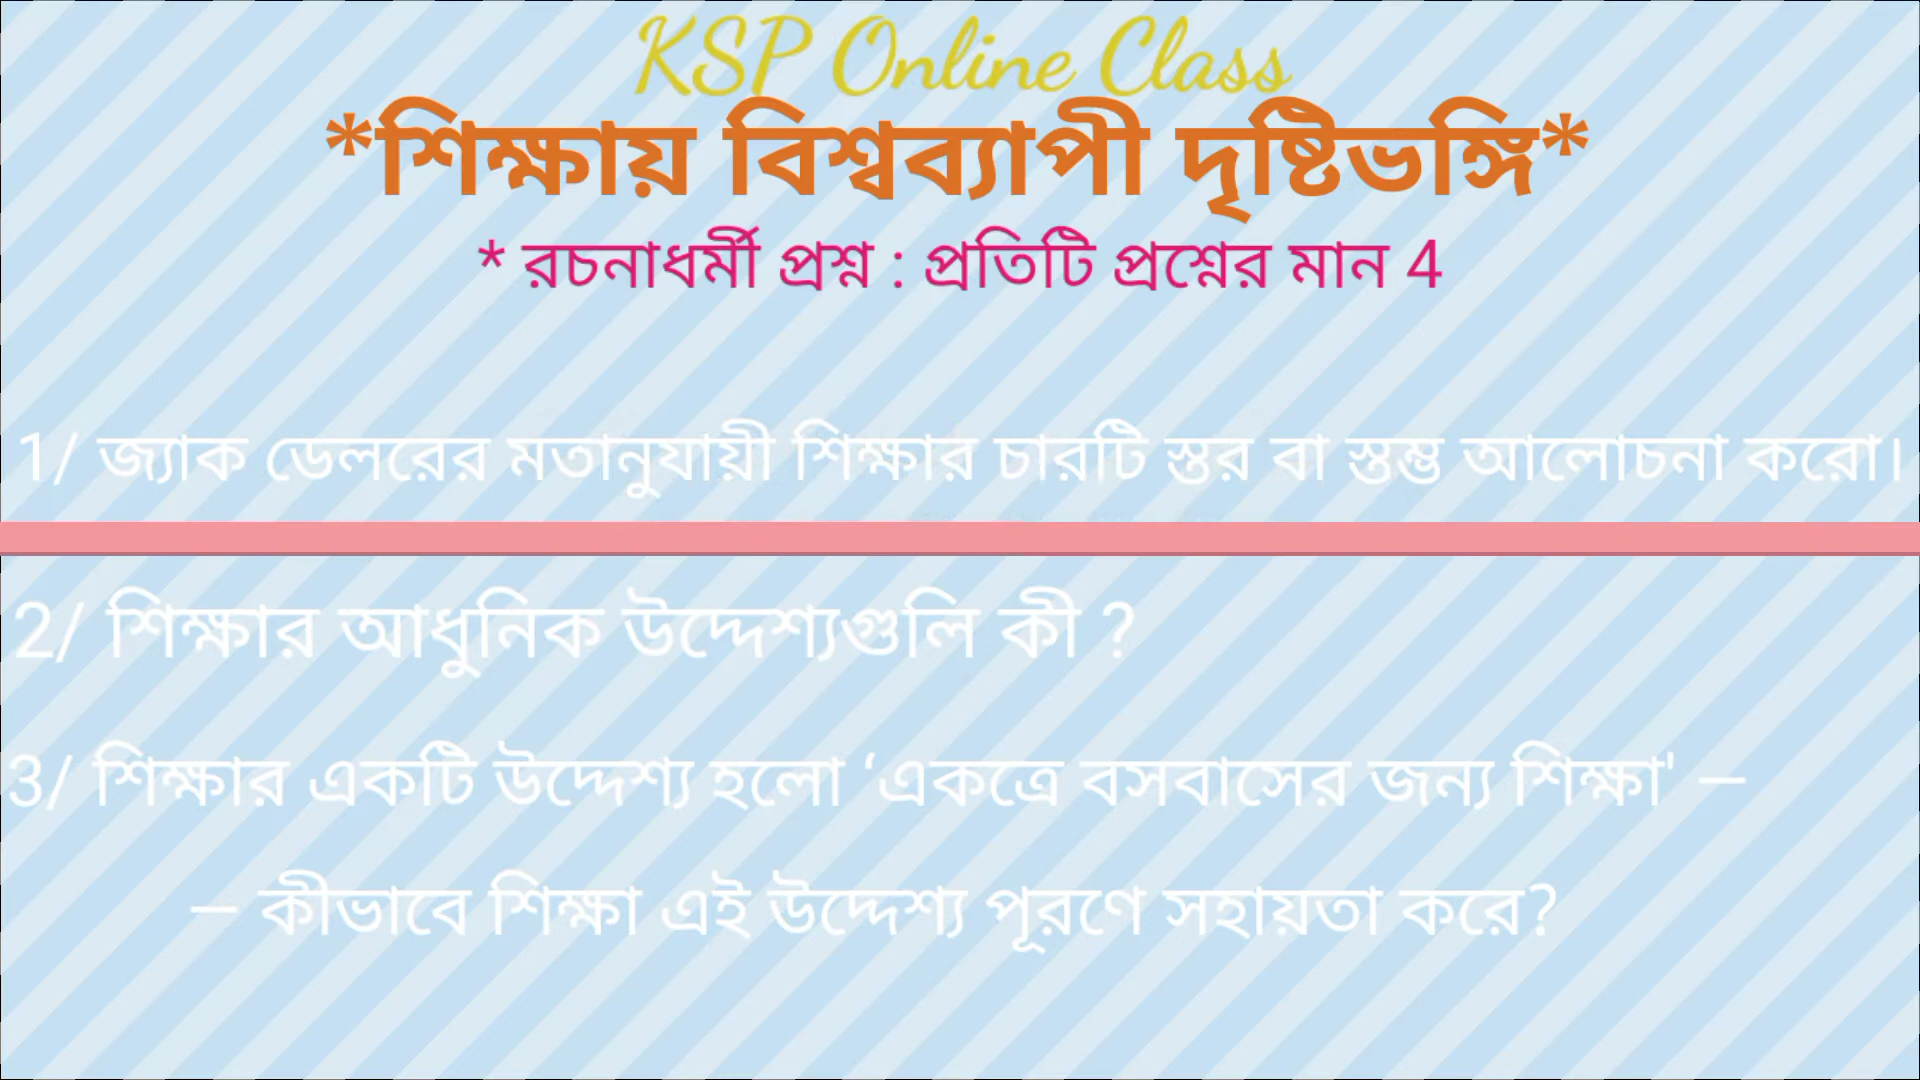 KSP Online Class
*শিক্ষায় বিশ্বব্যাপী দৃষ্টিভঙ্গি*
* রচনাধর্মী প্রশ্ন : প্রতিটি প্রশ্নের মান 4
1/ জ্যাক ডেলরের মতানুযায়ী শিক্ষার চারটি স্তর বা স্তম্ভ আলোচনা করো।
2/ শিক্ষার আধুনিক উদ্দেশ্যগুলি কী ?
3/ শিক্ষার একটি উদ্দেশ্য হলো ‘একত্রে বসবাসের জন্য শিক্ষা' —
— কীভাবে শিক্ষা এই উদ্দেশ্য পূরণে সহায়তা করে?